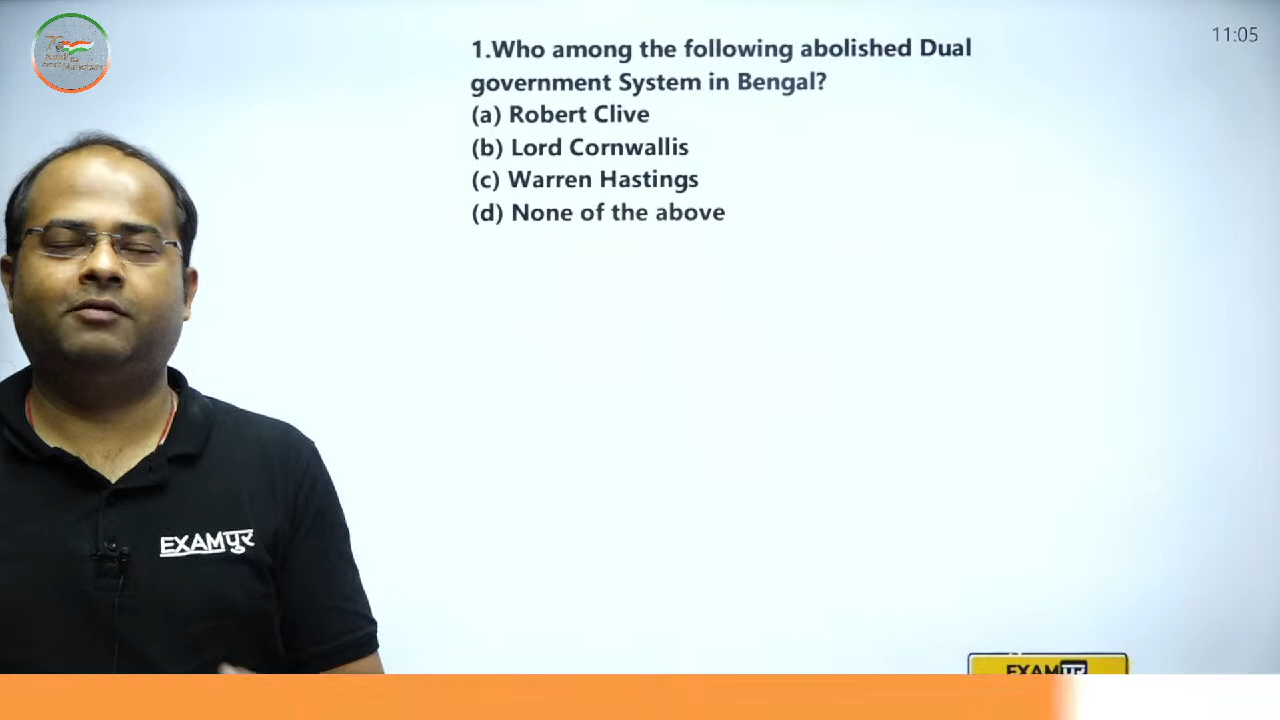 11:05
1.Who among the following abolished Dual
government System in Bengal?
(a) Robert Clive
(b) Lord Cornwallis
(c) Warren Hastings
(d) None of the above
EXAMपुर
EXAMपुर